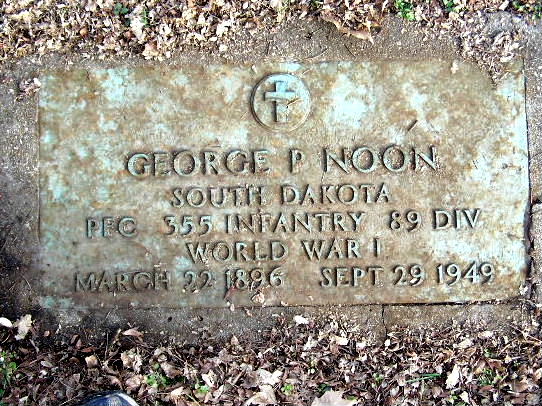 GEORGE P NOON
SOUTH DAKOTA
PFC 355 INFANTRY 89 DIV
WORLD WAR I
MARCH 22 1896 SEPT 29 1949